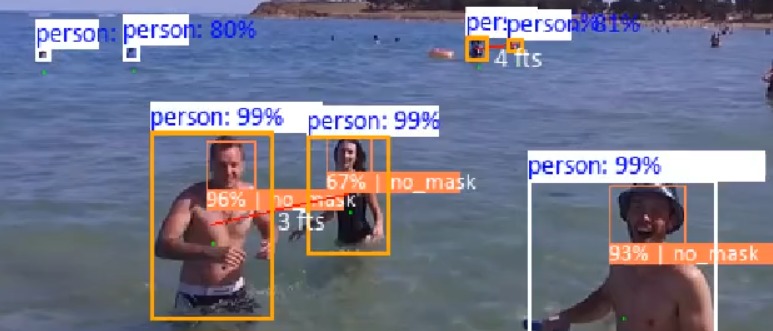 person:
person: 80%
per
person
81%
4 fts
person: 99%
person: 99%
person: 99%
67% | no_mask
96% | no_mask
3 fts
93% | no_mask